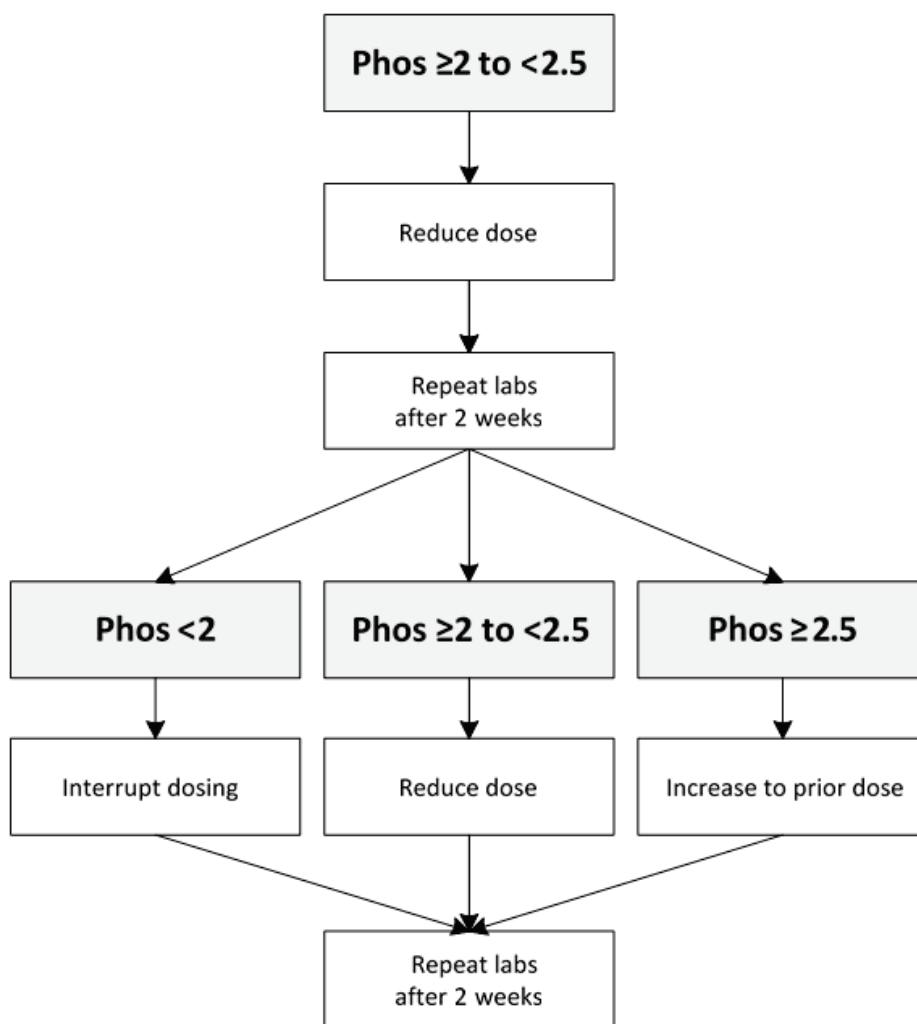 Phos ≥2 to <2.5
Reduce dose
Repeat labs
after 2 weeks
Phos <2
Phos ≥2 to <2.5
Phos ≥ 2.5
Interrupt dosing
Reduce dose
Increase to prior dose
Repeat labs
after 2 weeks